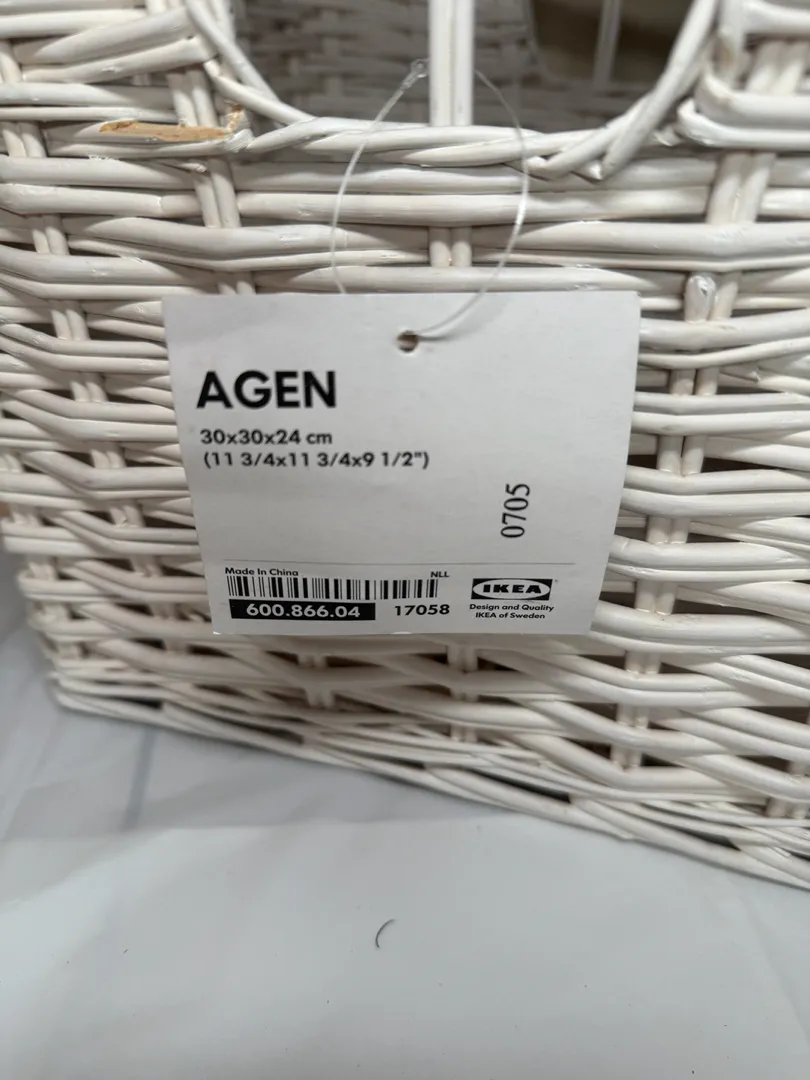 AGEN
30x30x24 cm
(11 3/4x11 3/4x9 1/2")
0705
Made In China
NLL
600.866.04
17058
IKEA
Design and Quality
IKEA of Sweden